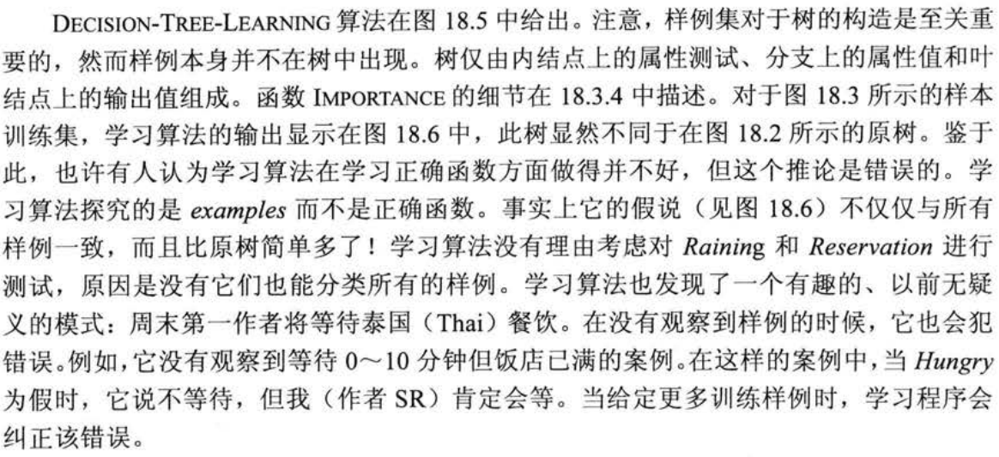 DECISION-TREE-LEARNING 算法在图 18.5 中给出。注意，样例集对于树的构造是至关重
要的，然而样例本身并不在树中出现。树仅由内结点上的属性测试、分支上的属性值和叶
结点上的输出值组成。函数 IMPORTANCE 的细节在 18.3.4 中描述。对于图 18.3 所示的样本
训练集，学习算法的输出显示在图 18.6 中，此树显然不同于在图 18.2 所示的原树。鉴于
此，也许有人认为学习算法在学习正确函数方面做得并不好，但这个推论是错误的。学
习算法探究的是 examples 而不是正确函数。事实上它的假说（见图 18.6）不仅仅与所有
样例一致，而且比原树简单多了！学习算法没有理由考虑对 Raining 和 Reservation 进行
测试，原因是没有它们也能分类所有的样例。学习算法也发现了一个有趣的、以前无疑
义的模式：周末第一作者将等待泰国（Thai）餐饮。在没有观察到样例的时候，它也会犯
错误。例如，它没有观察到等待 0～10 分钟但饭店已满的案例。在这样的案例中，当 Hungry
为假时，它说不等待，但我（作者 SR）肯定会等。当给定更多训练样例时，学习程序会
纠正该错误。